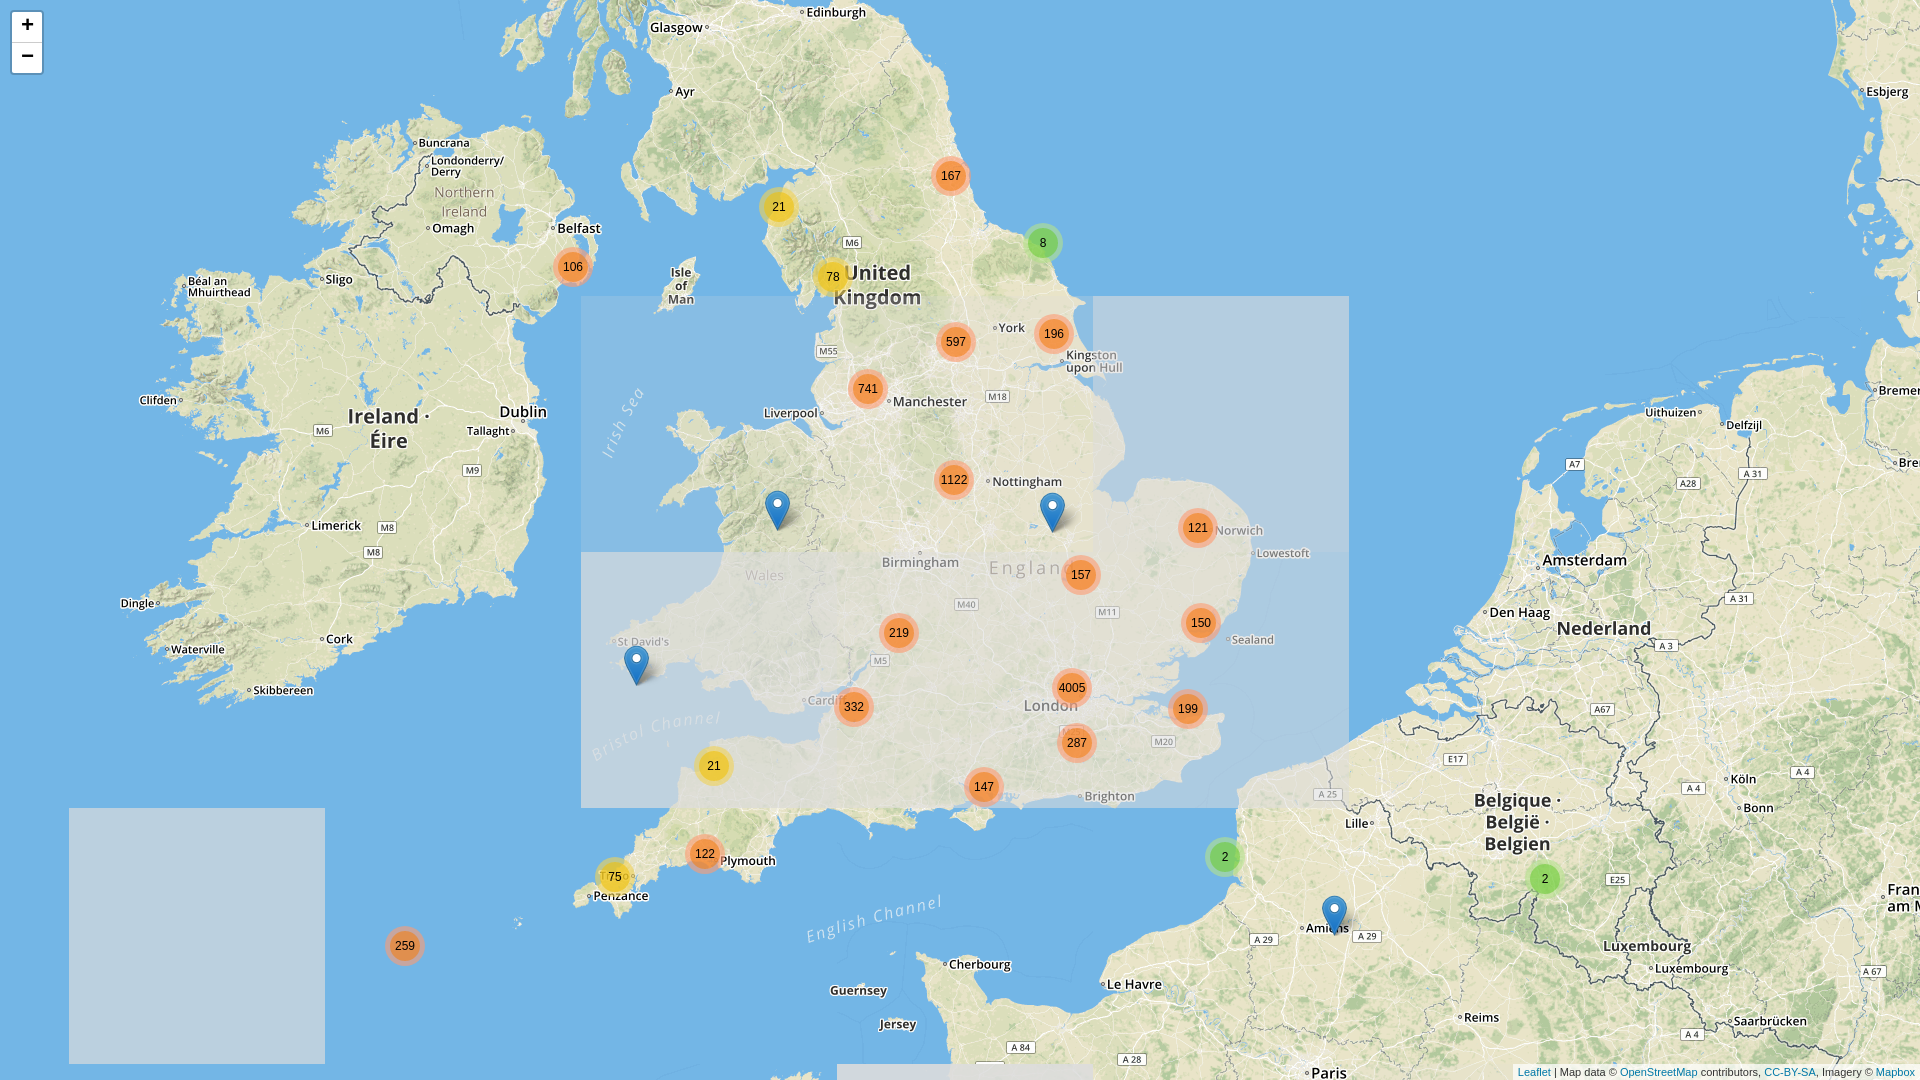 +
−
Glasgow
Edinburgh
Ayr
Esbjerg
Buncrana
Londonderry/
Derry
Northern
Ireland
Omagh
Belfast
167
21
8
M6
106
78
United
Kingdom
Isle
of
Man
Béal an
Mhuirthead
Sligo
York
196
597
M55
Kingston
upon Hull
741
Manchester
M18
Clifden
Ireland ·
Éire
Dublin
Tallaght
Liverpool
Irish Sea
M6
M9
Uithuizen
Delfzijl
Bremer
A7
A 31
A28
Bre
1122
Nottingham
Limerick
M8
M8
121
Norwich
Lowestoft
Birmingham
Englan
157
Wales
Amsterdam
Dingle
M40
M11
A 31
Den Haag
Nederland
219
150
Sealand
St David's
Cork
Waterville
M5
A 3
Skibbereen
4005
London
Cardif
332
199
A67
Bristol Channel
287
M20
E17
21
147
Brighton
A 25
A 4
Köln
A 4
Bonn
Belgique ·
België ·
Belgien
Lille
122
Plymouth
2
2
E25
75
Penzance
Fran
am M
English Channel
Amiens
A 29
A 29
259
Luxembourg
Luxembourg
Cherbourg
A 67
Le Havre
Guernsey
Jersey
Reims
Saarbrücken
A 4
A 84
A 28
Paris
Leaflet | Map data © OpenStreetMap contributors, CC-BY-SA, Imagery © Mapbox